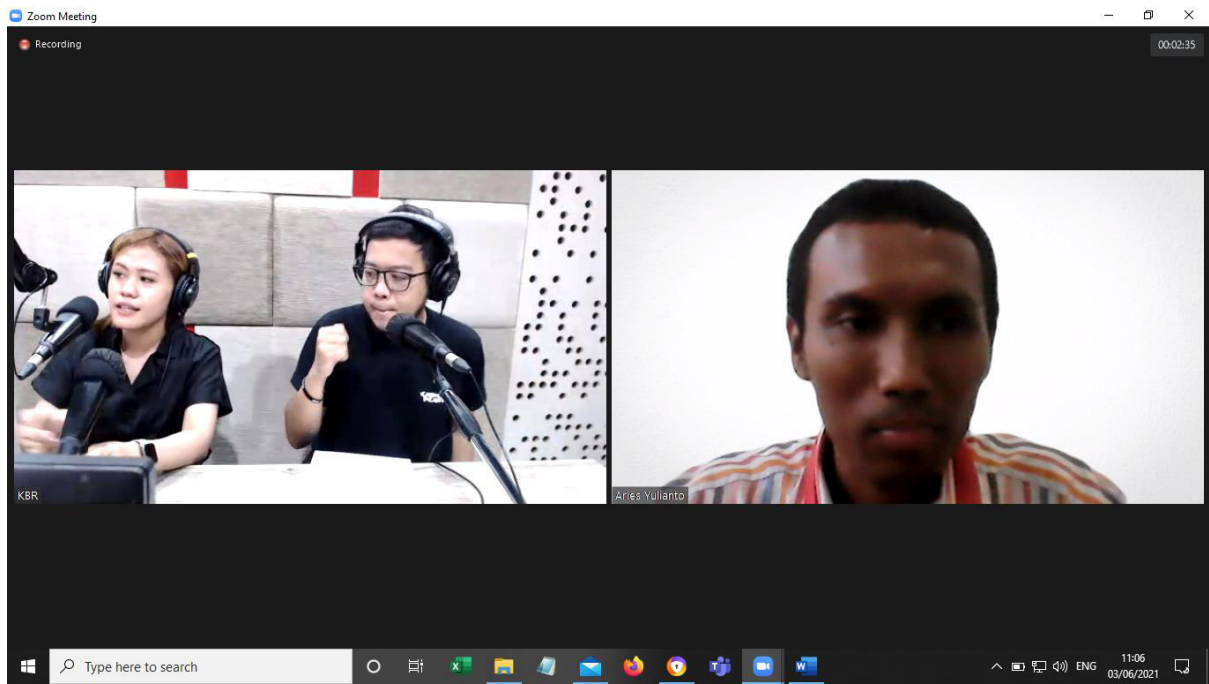 Zoom Meeting
Recording
00:02:35
KBR
Aries Yulianto
Type here to search
ENG
11:06
03/06/2021